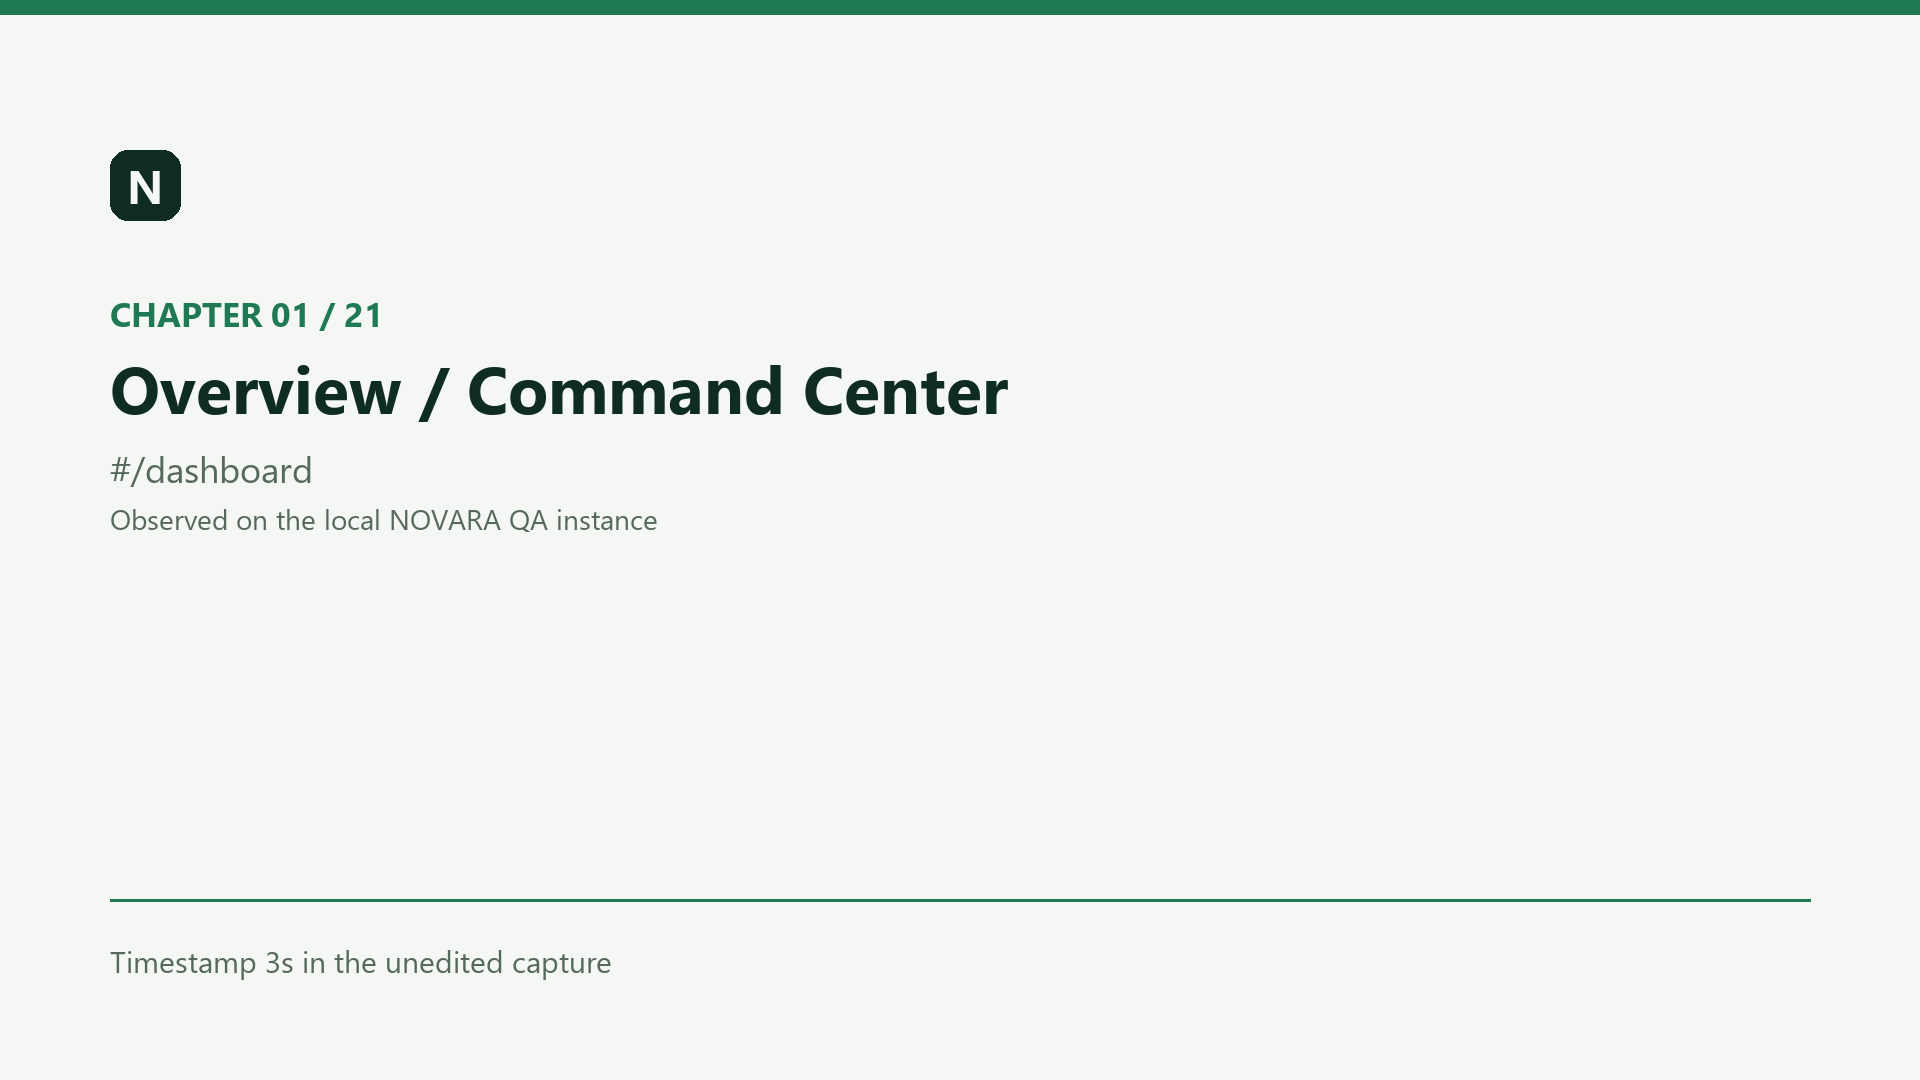 N
CHAPTER 01 / 21
Overview / Command Center
#/dashboard
Observed on the local NOVARA QA instance
Timestamp 3s in the unedited capture